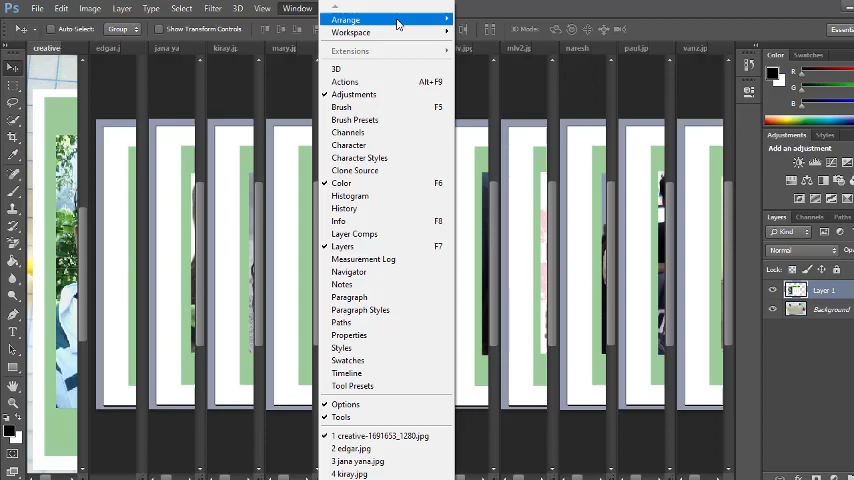 Ps File Edit Image Layer Type Select Filter 3D View Window
Auto-Select: Group Show Transform Controls 3D Mode: Essenti
creative edgar.j jana ya kiray.jp mary.jp mlv2.jp naresh paul.jp vanz.jp
Arrange
Workspace
Extensions
3D
Actions Alt+F9
Adjustments
Brush F5
Brush Presets
Channels
Character
Character Styles
Clone Source
Color F6
Histogram
History
Info F8
Layer Comps
Layers F7
Measurement Log
Navigator
Notes
Paragraph
Paragraph Styles
Paths
Properties
Styles
Swatches
Timeline
Tool Presets
Options
Tools
1 creative-1691653_1280.jpg
2 edgar.jpg
3 jana yana.jpg
4 kiray.jpg
Color Swatches
R
G
B
Adjustments Styles
Add an adjustment
Layers Channels Paths
Kind
Normal
Lock:
Layer 1
Background